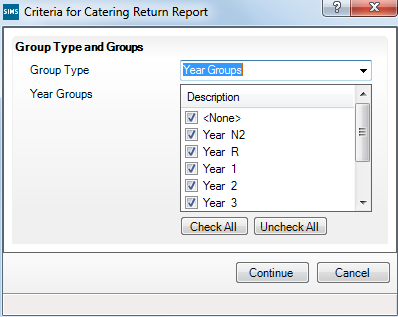 SIMS Criteria for Catering Return Report ?
Group Type and Groups
Group Type Year Groups
Year Groups Description
<None>
Year N2
Year R
Year 1
Year 2
Year 3
Check All Uncheck All
Continue Cancel